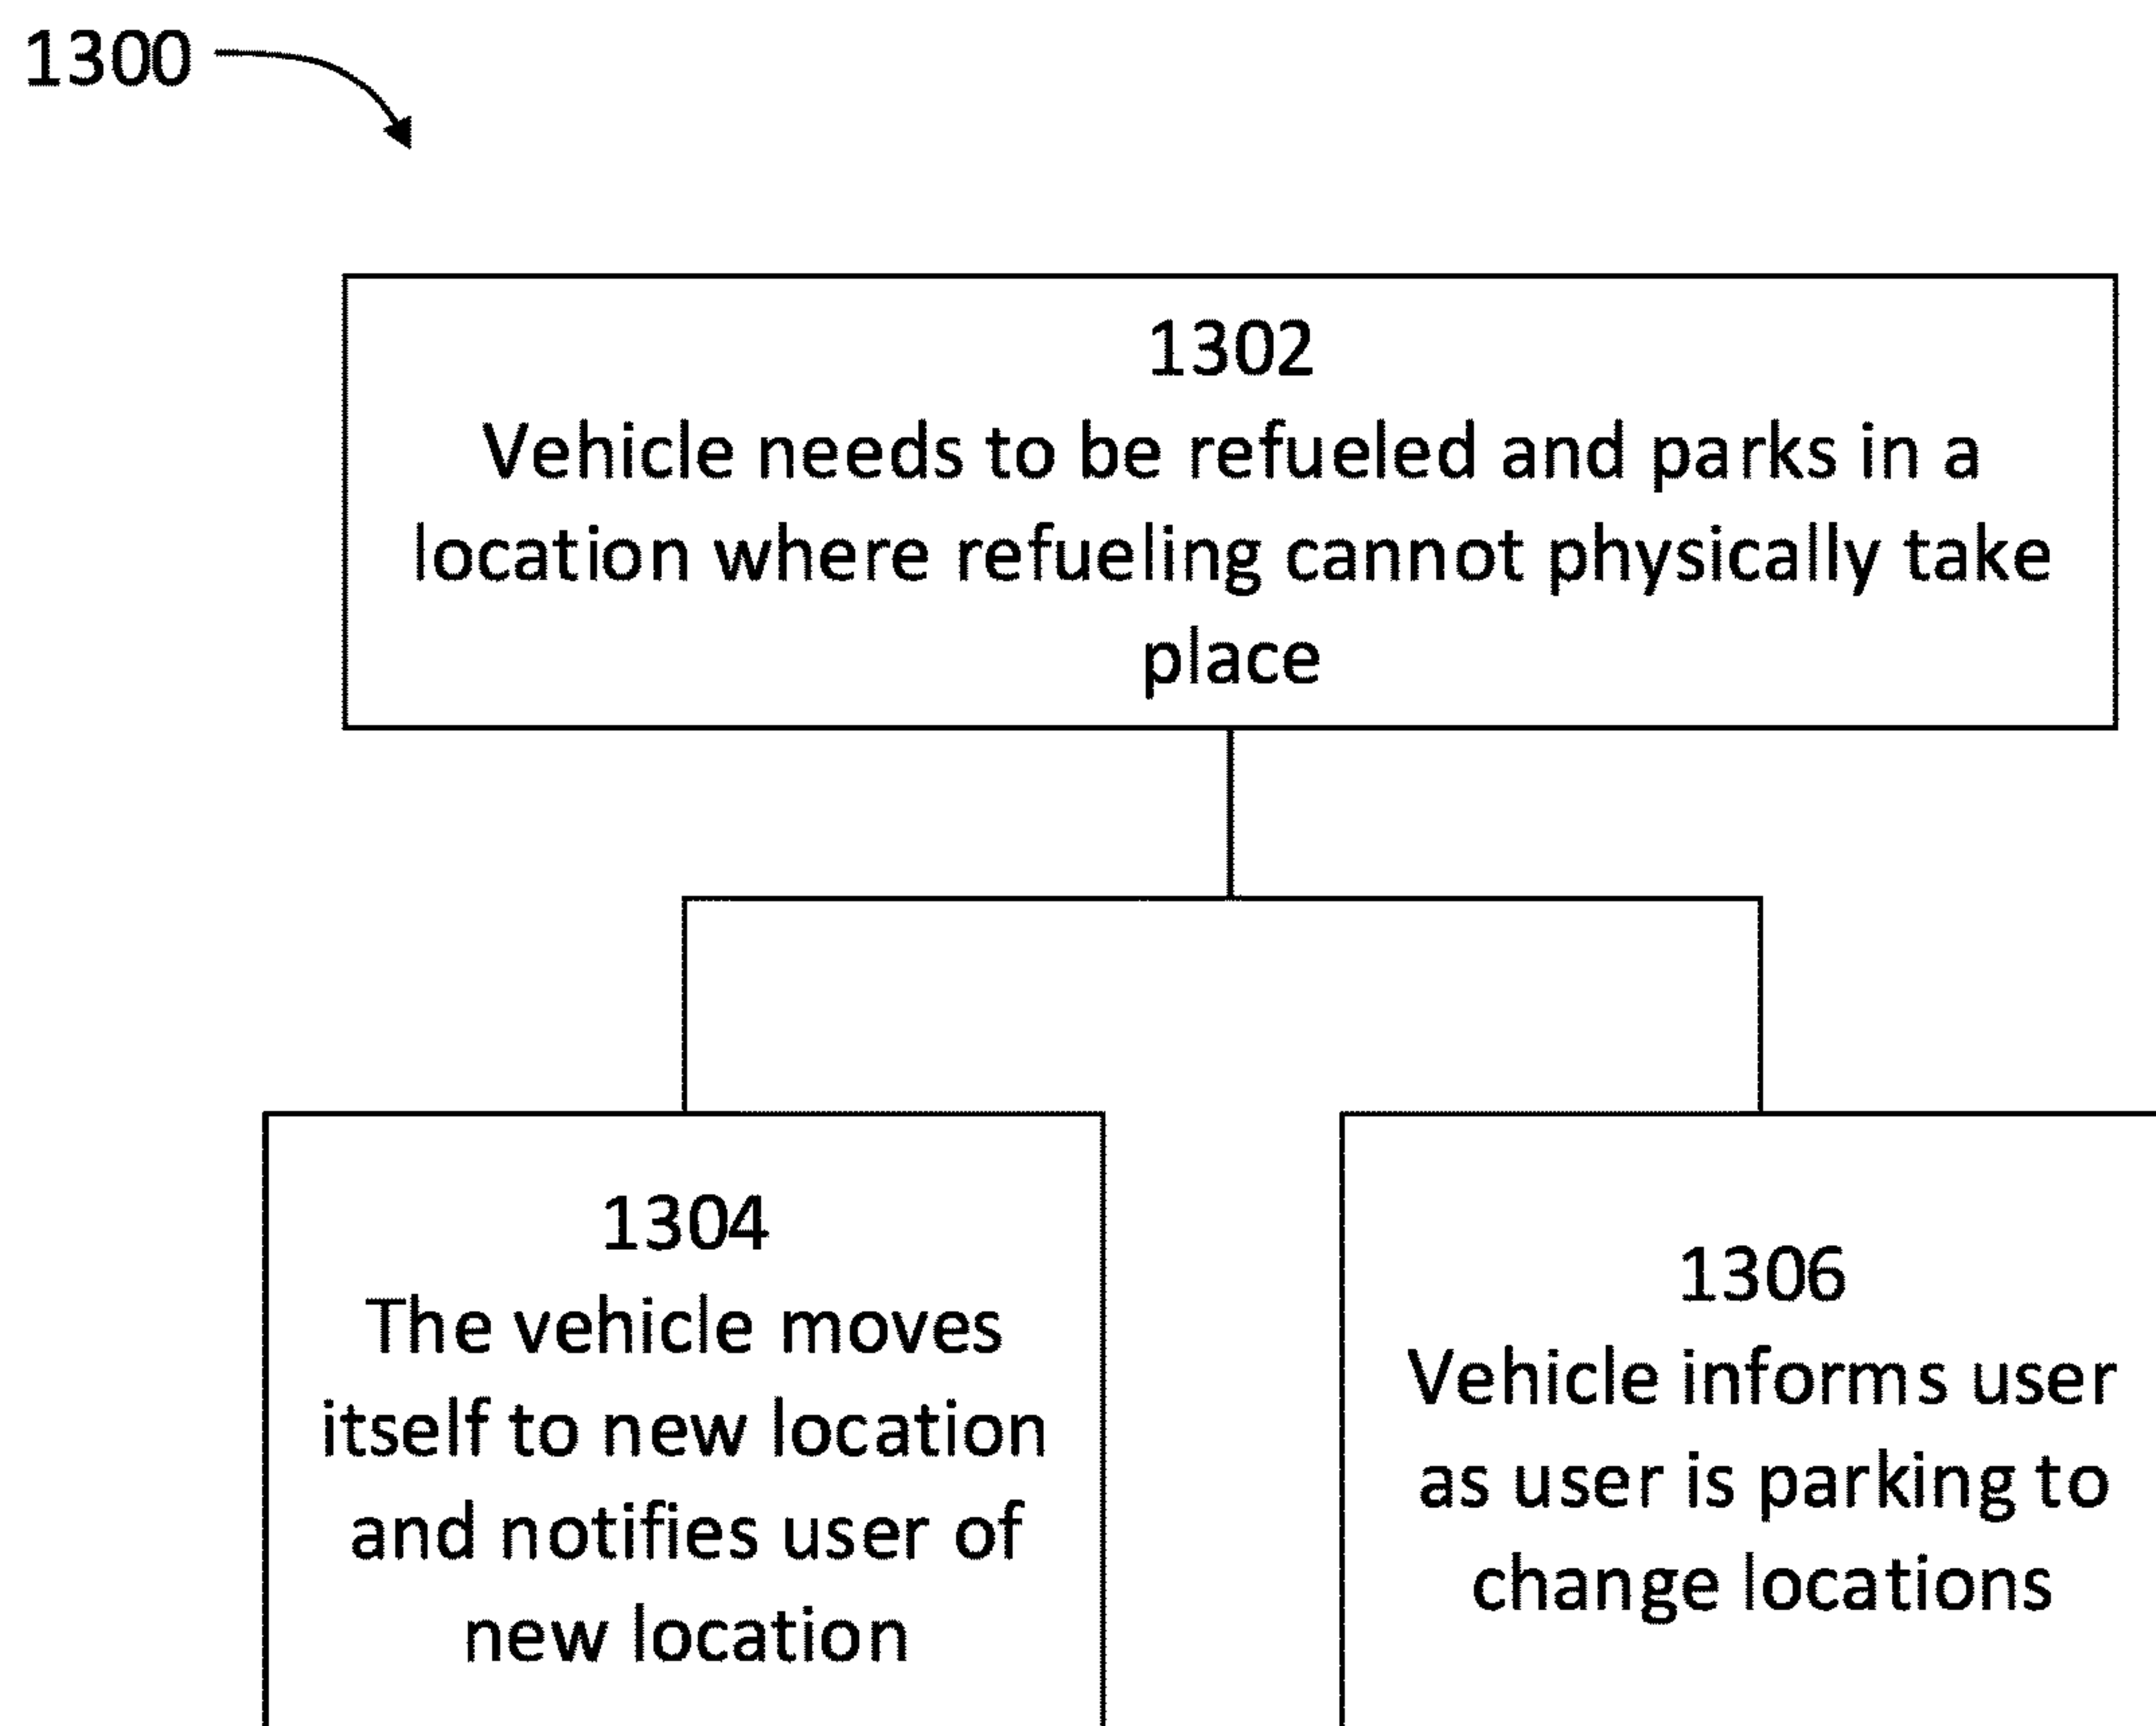 1300
1302
Vehicle needs to be refueled and parks in a
location where refueling cannot physically take
place
1304
The vehicle moves
itself to new location
and notifies user of
new location
1306
Vehicle informs user
as user is parking to
change locations